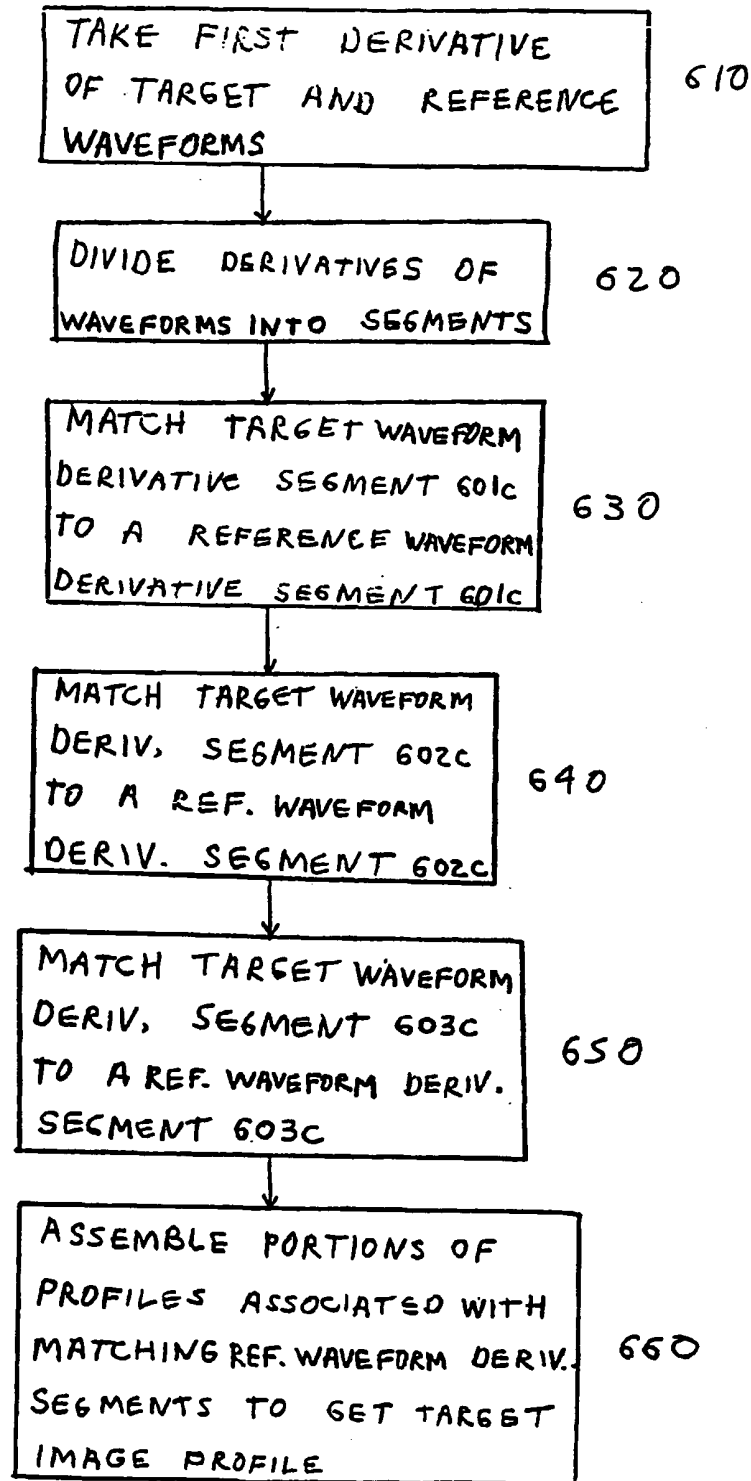 TAKE FIRST DERIVATIVE
OF TARGET AND REFERENCE
WAVEFORMS
610
DIVIDE DERIVATIVES OF
WAVEFORMS INTO SEGMENTS
620
MATCH TARGET WAVEFORM
DERIVATIVE SEGMENT 601C
TO A REFERENCE WAVEFORM
DERIVATIVE SEGMENT 601C
630
MATCH TARGET WAVEFORM
DERIV, SEGMENT 602C
TO A REF. WAVEFORM
DERIV. SEGMENT 602C
640
MATCH TARGET WAVEFORM
DERIV, SEGMENT 603C
TO A REF. WAVEFORM DERIV.
SEGMENT 603C
650
ASSEMBLE PORTIONS OF
PROFILES ASSOCIATED WITH
MATCHING REF. WAVEFORM DERIV.
SEGMENTS TO GET TARGET
IMAGE PROFILE
660